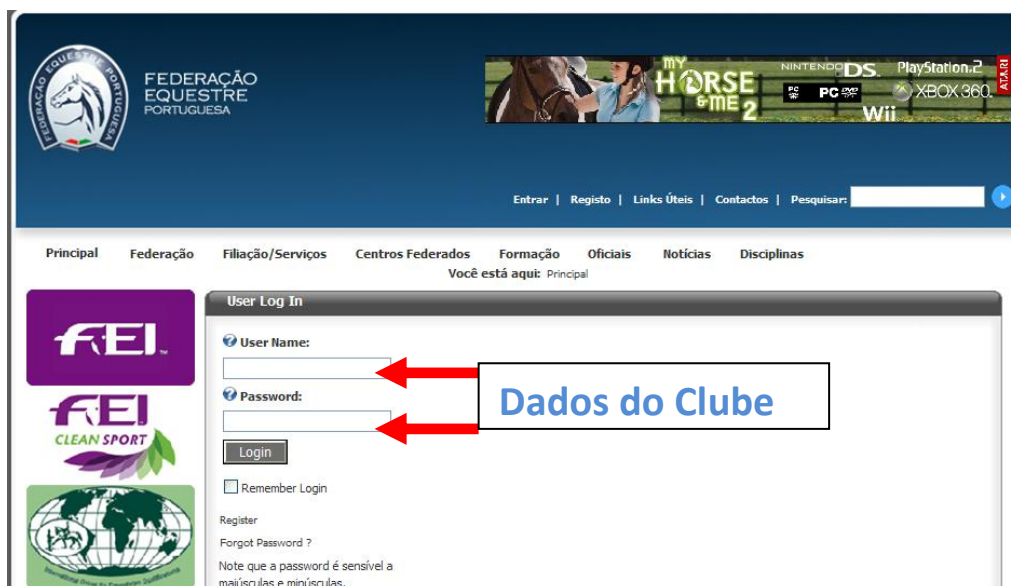 FEDERAÇÃO EQUESTRE PORTUGUESA
FEDERAÇÃO
EQUESTRE
PORTUGUESA
MY
HORSE
& ME 2
NINTENDO DS. PlayStation.2
PC PC DVD XBOX 360.
Wii
ATARI
Entrar | Registo | Links Úteis | Contactos | Pesquisar:
Principal Federação Filiação/Serviços Centros Federados Formação Oficiais Notícias Disciplinas
Você está aqui: Principal
FEI™
FEI
CLEAN SPORT
User Log In
User Name:
Password:
Dados do Clube
Login
Remember Login
Register
Forgot Password ?
Note que a password é sensível a
maiúsculas e minúsculas.